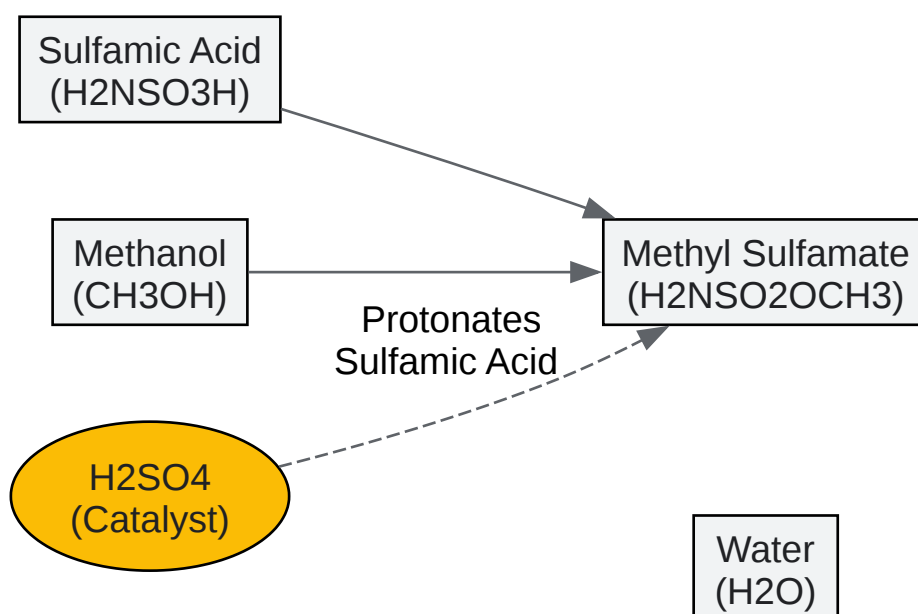 Sulfamic Acid
(H2NSO3H)
Methanol
(CH3OH)
Methyl Sulfamate
(H2NSO2OCH3)
Protonates
Sulfamic Acid
H2SO4
(Catalyst)
Water
(H2O)